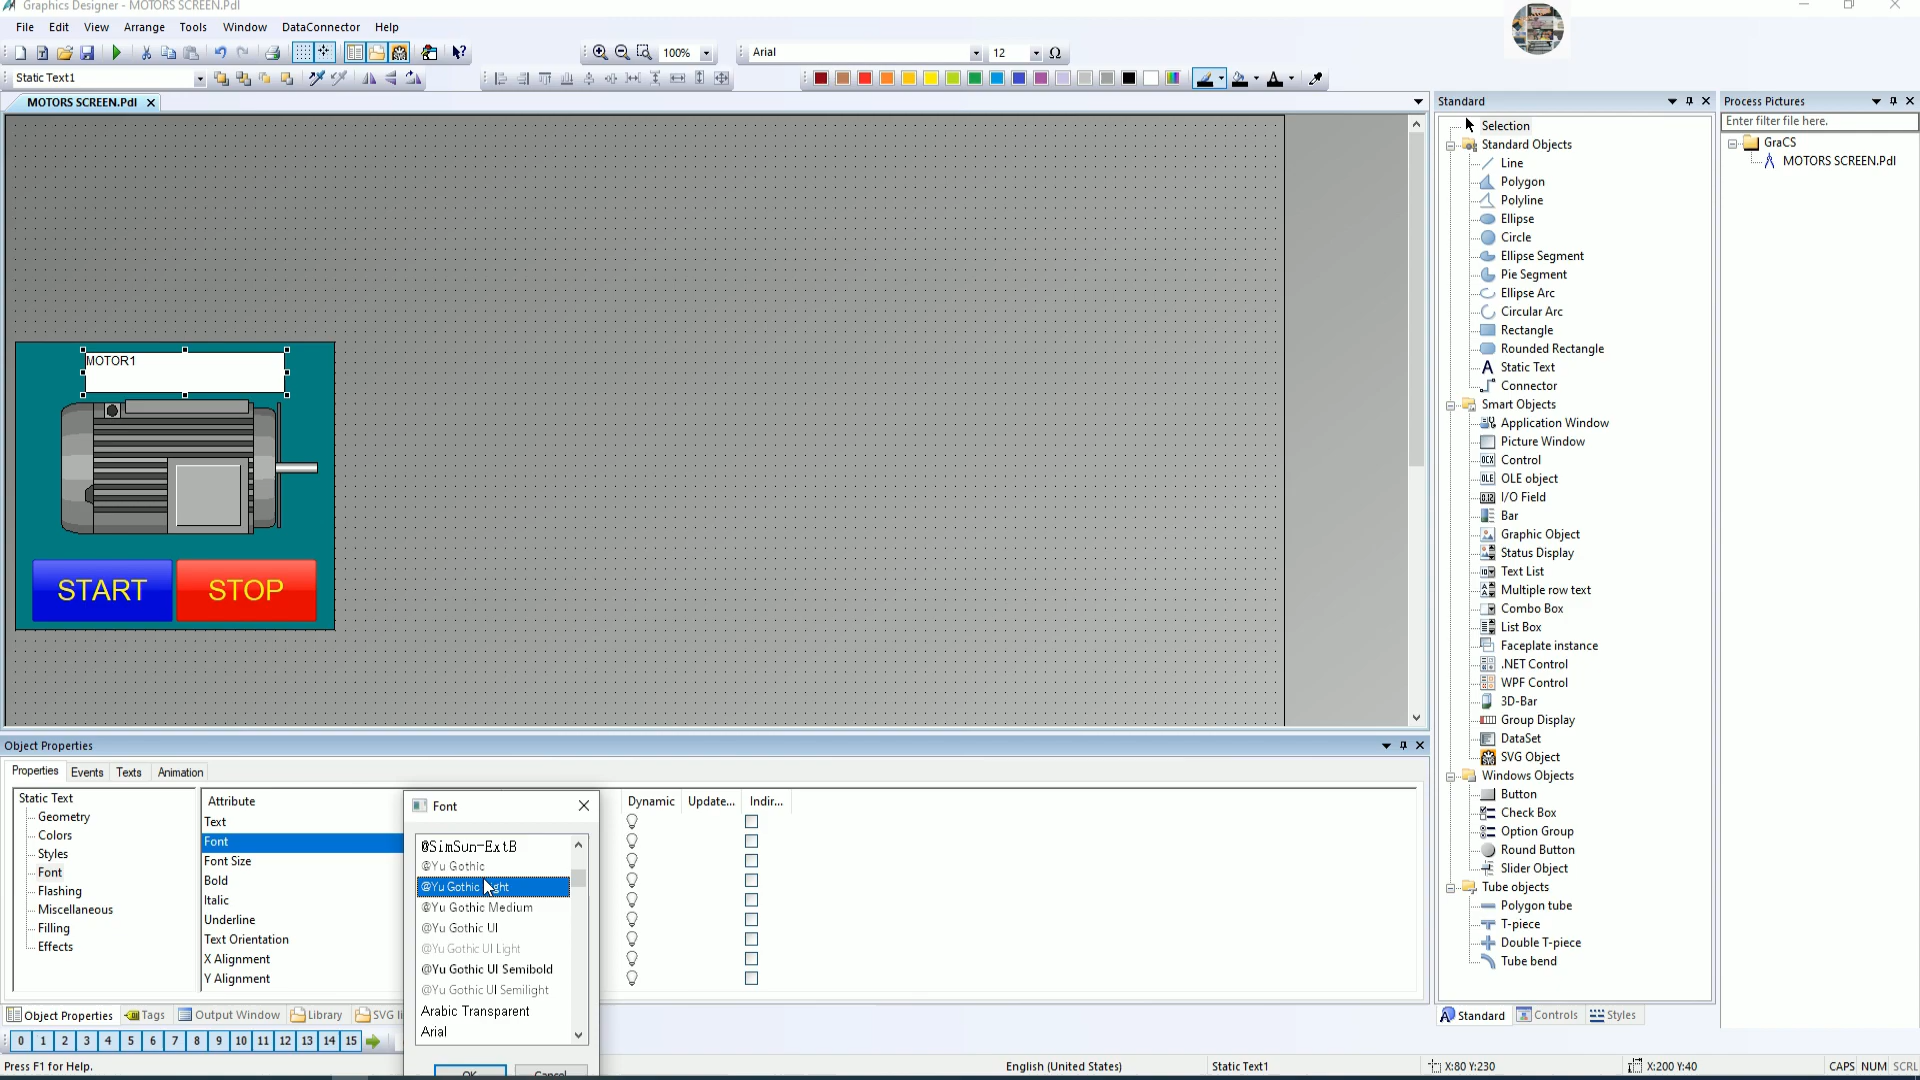 Graphics Designer - MOTORS SCREEN.Pdl
File Edit View Arrange Tools Window DataConnector Help
100% Arial 12 Ω
Static Text1
MOTORS SCREEN.Pdl
MOTOR1
START STOP
Standard
Selection
Standard Objects
Line
Polygon
Polyline
Ellipse
Circle
Ellipse Segment
Pie Segment
Ellipse Arc
Circular Arc
Rectangle
Rounded Rectangle
Static Text
Connector
Smart Objects
Application Window
Picture Window
Control
OLE object
I/O Field
Bar
Graphic Object
Status Display
Text List
Multiple row text
Combo Box
List Box
Faceplate instance
.NET Control
WPF Control
3D-Bar
Group Display
DataSet
SVG Object
Windows Objects
Button
Check Box
Option Group
Round Button
Slider Object
Tube objects
Polygon tube
T-piece
Double T-piece
Tube bend
Standard Controls Styles
Process Pictures
Enter filter file here.
GraCS
MOTORS SCREEN.Pdl
Object Properties
Properties Events Texts Animation
Static Text
Geometry
Colors
Styles
Font
Flashing
Miscellaneous
Filling
Effects
Attribute
Text
Font
Font Size
Bold
Italic
Underline
Text Orientation
X Alignment
Y Alignment
Dynamic Update... Indir...
Font
@SimSun-ExtB
@Yu Gothic
@Yu Gothic Light
@Yu Gothic Medium
@Yu Gothic UI
@Yu Gothic UI Light
@Yu Gothic UI Semibold
@Yu Gothic UI Semilight
Arabic Transparent
Arial
OK Cancel
Object Properties Tags Output Window Library SVG li
0 1 2 3 4 5 6 7 8 9 10 11 12 13 14 15
Press F1 for Help. English (United States) Static Text1 X:80 Y:230 X:200 Y:40 CAPS NUM SCRL